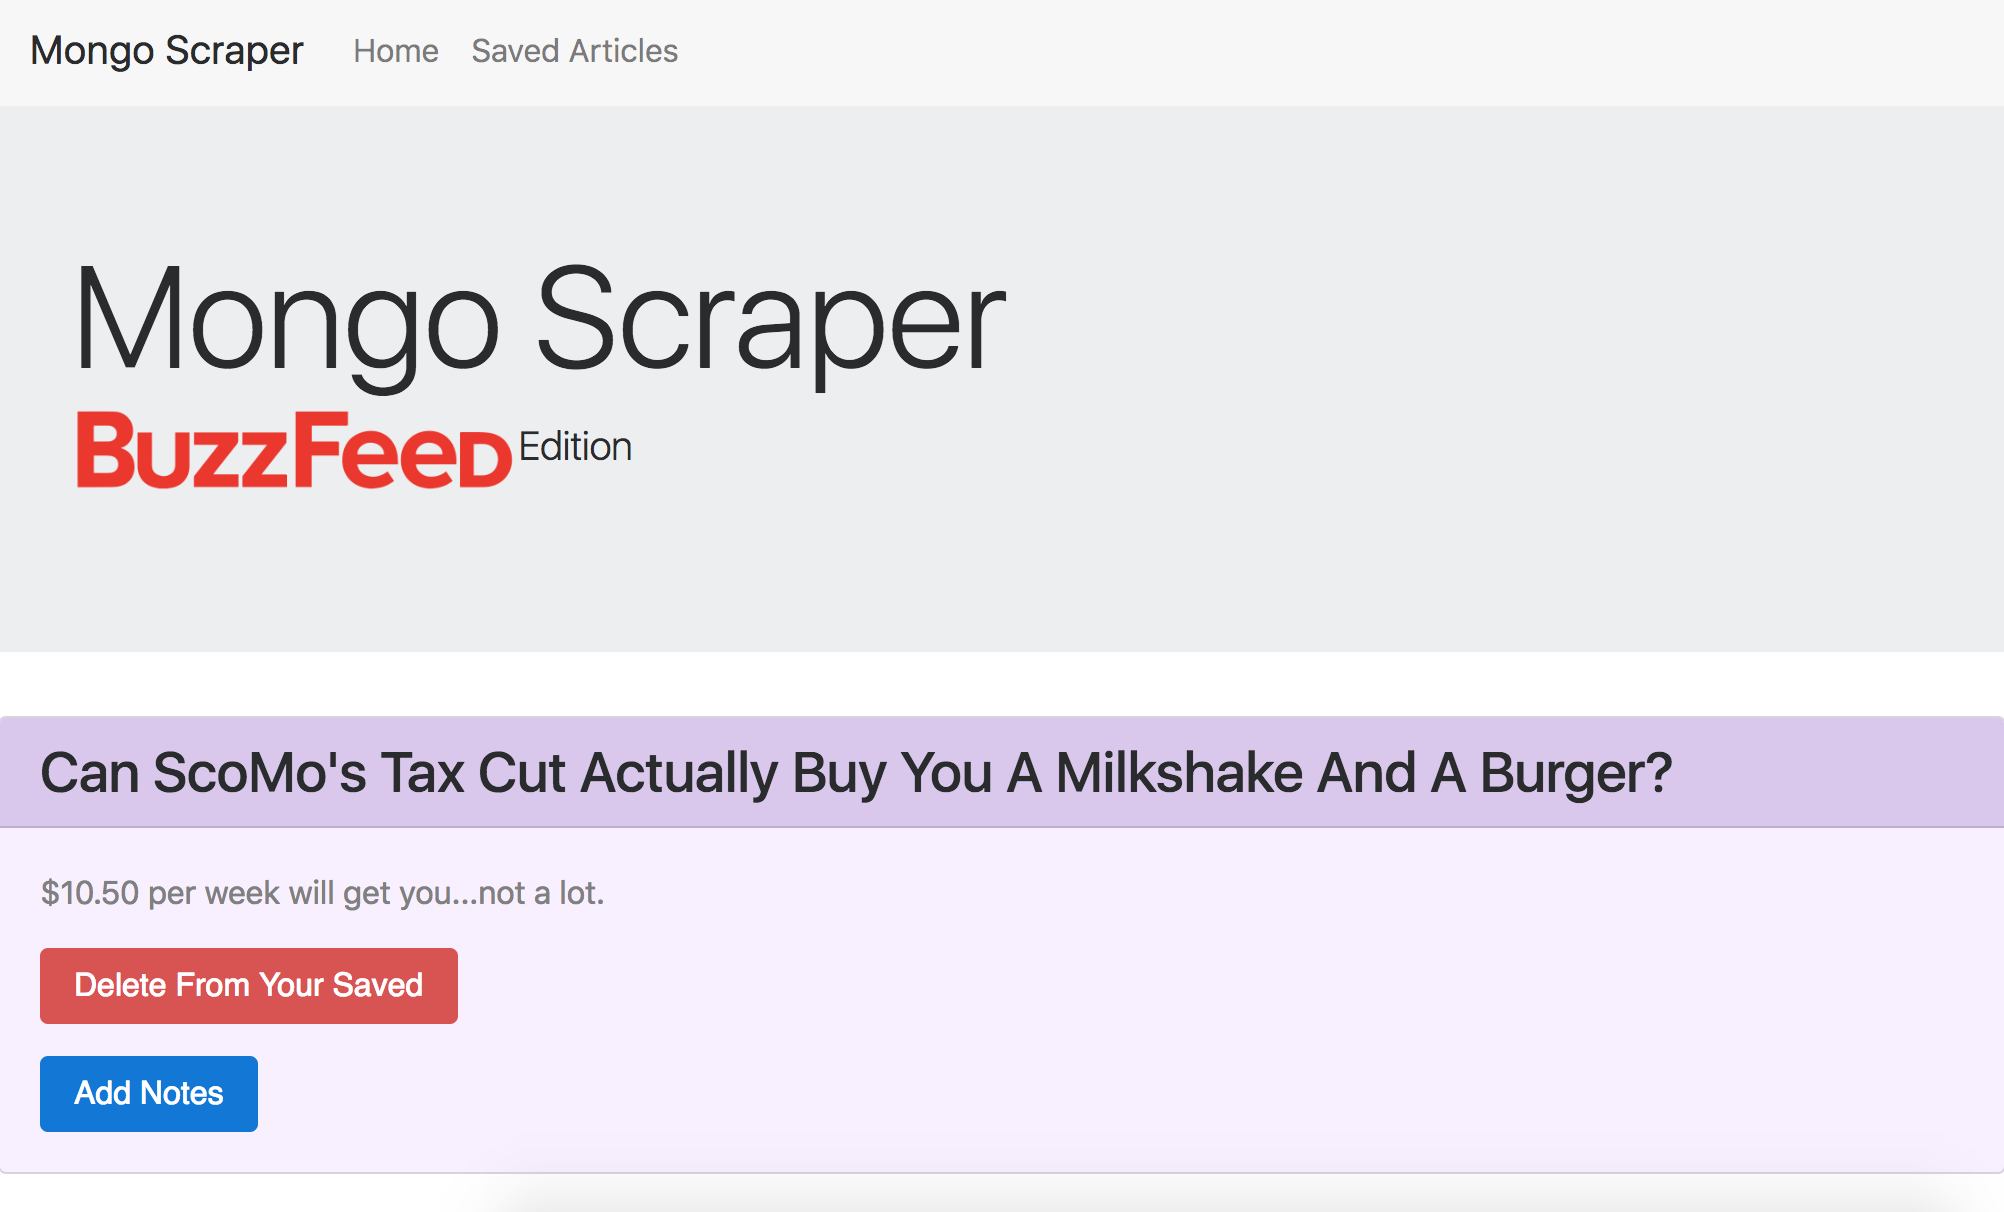 Mongo Scraper Home Saved Articles
Mongo Scraper
BuzzFeed Edition
Can ScoMo's Tax Cut Actually Buy You A Milkshake And A Burger?
$10.50 per week will get you...not a lot.
Delete From Your Saved
Add Notes